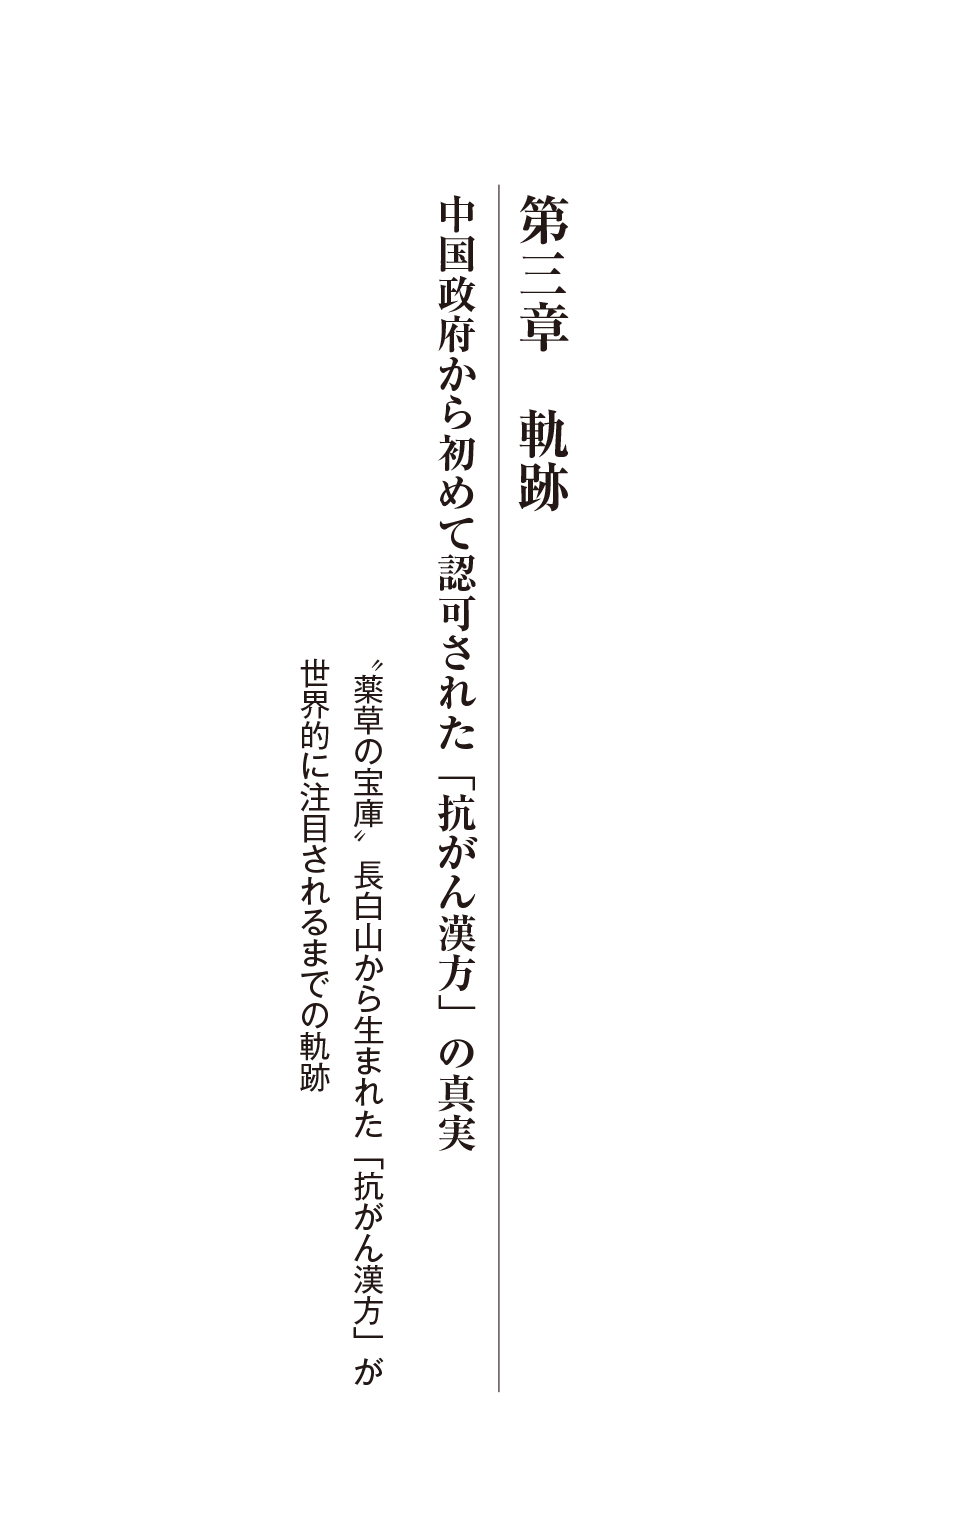 第三章　軌跡
中国政府から初めて認可された「抗がん漢方」の真実
〝薬草の宝庫〟長白山から生まれた「抗がん漢方」が
世界的に注目されるまでの軌跡